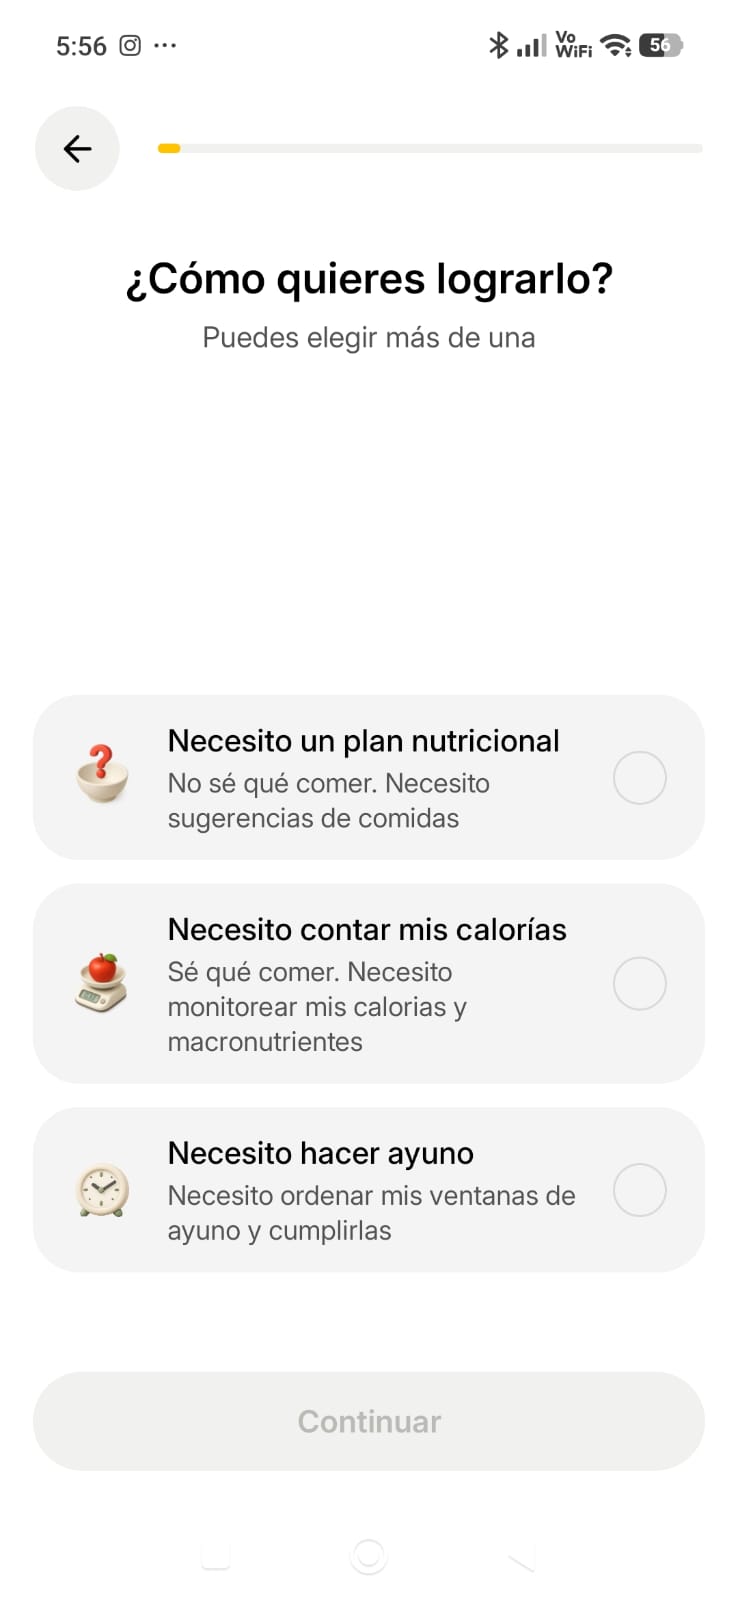 5:56
Vo
WiFi
56
¿Cómo quieres lograrlo?
Puedes elegir más de una
Necesito un plan nutricional
No sé qué comer. Necesito
sugerencias de comidas
Necesito contar mis calorías
Sé qué comer. Necesito
monitorear mis calorias y
macronutrientes
Necesito hacer ayuno
Necesito ordenar mis ventanas de
ayuno y cumplirlas
Continuar